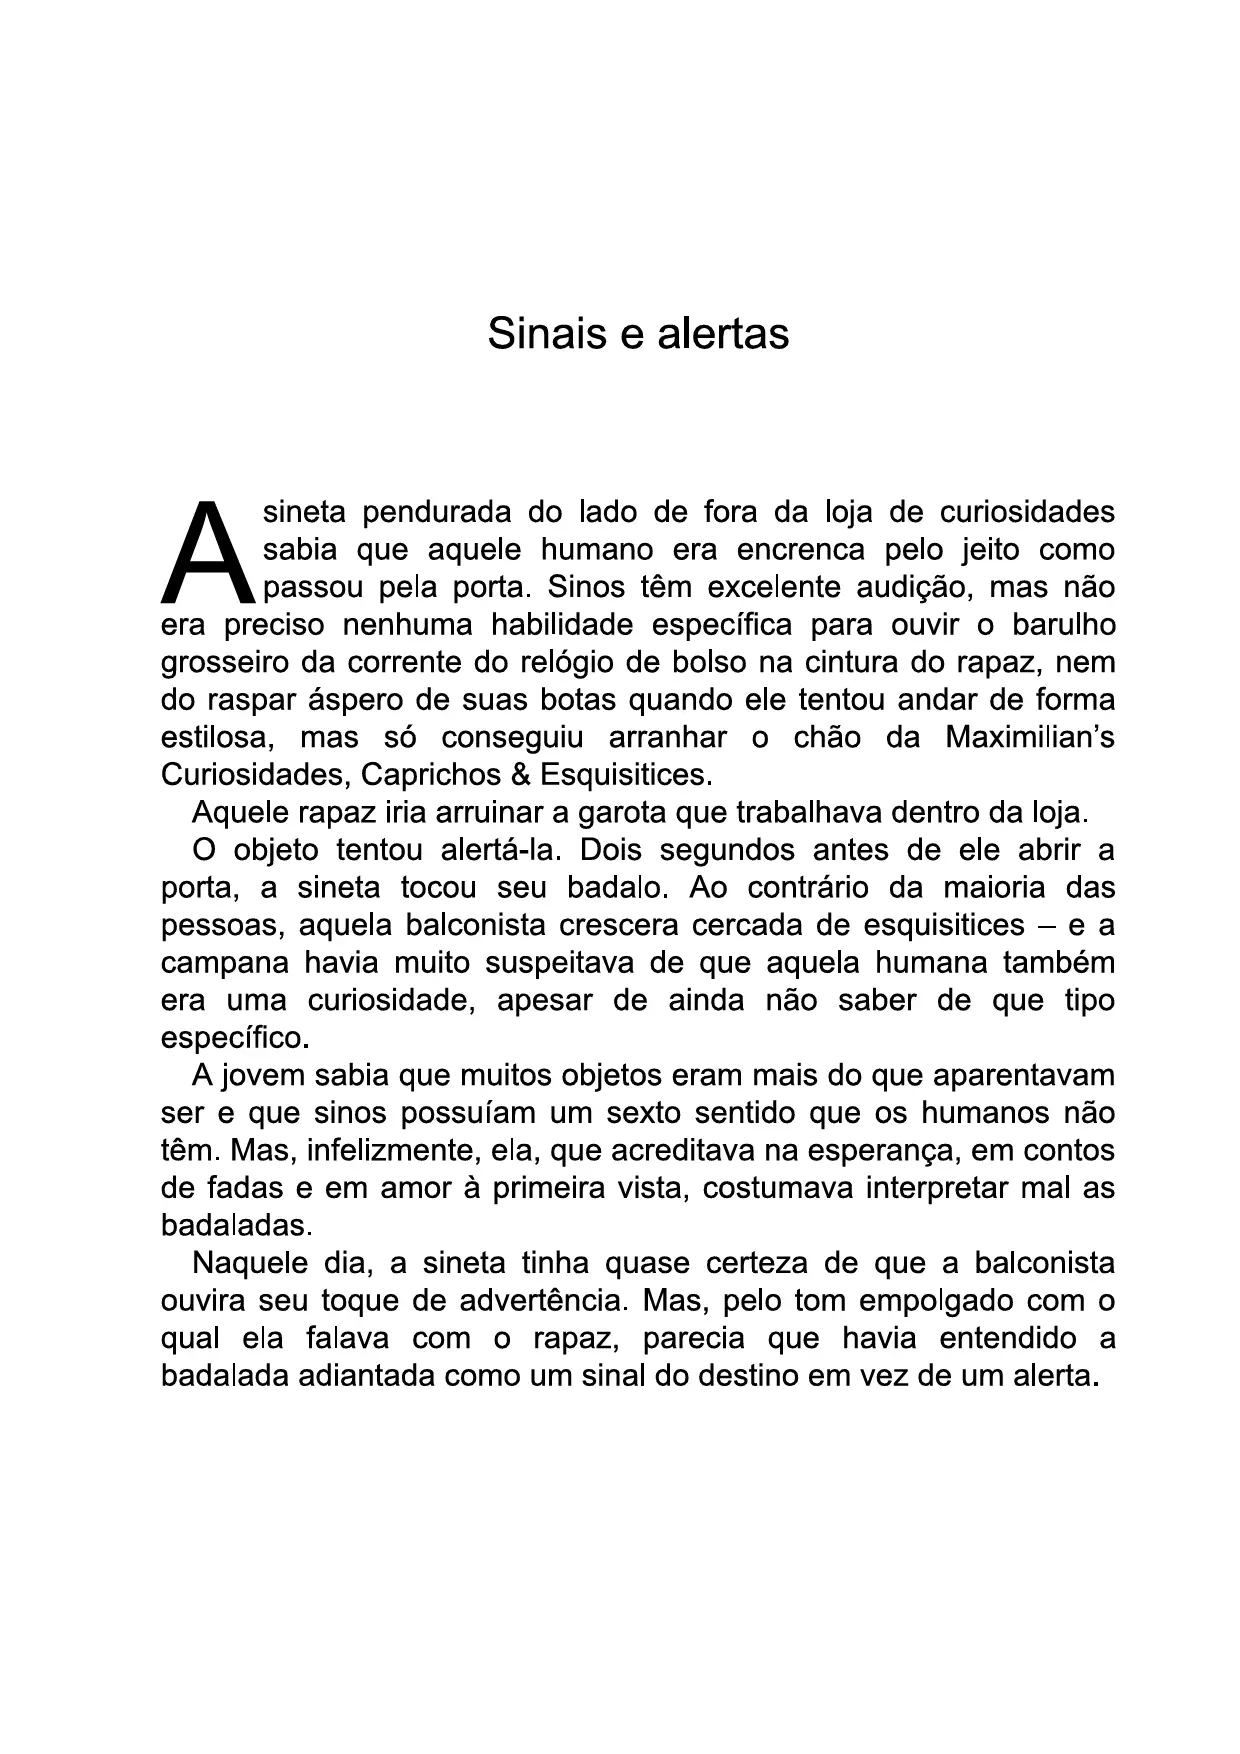 Sinais e alertas
A sineta pendurada do lado de fora da loja de curiosidades
sabia que aquele humano era encrenca pelo jeito como
passou pela porta. Sinos têm excelente audição, mas não
era preciso nenhuma habilidade específica para ouvir o barulho
grosseiro da corrente do relógio de bolso na cintura do rapaz, nem
do raspar áspero de suas botas quando ele tentou andar de forma
estilosa, mas só conseguiu arranhar o chão da Maximilian’s
Curiosidades, Caprichos & Esquisitices.
Aquele rapaz iria arruinar a garota que trabalhava dentro da loja.
O objeto tentou alertá-la. Dois segundos antes de ele abrir a
porta, a sineta tocou seu badalo. Ao contrário da maioria das
pessoas, aquela balconista crescera cercada de esquisitices – e a
campana havia muito suspeitava de que aquela humana também
era uma curiosidade, apesar de ainda não saber de que tipo
específico.
A jovem sabia que muitos objetos eram mais do que aparentavam
ser e que sinos possuíam um sexto sentido que os humanos não
têm. Mas, infelizmente, ela, que acreditava na esperança, em contos
de fadas e em amor à primeira vista, costumava interpretar mal as
badaladas.
Naquele dia, a sineta tinha quase certeza de que a balconista
ouvira seu toque de advertência. Mas, pelo tom empolgado com o
qual ela falava com o rapaz, parecia que havia entendido a
badalada adiantada como um sinal do destino em vez de um alerta.